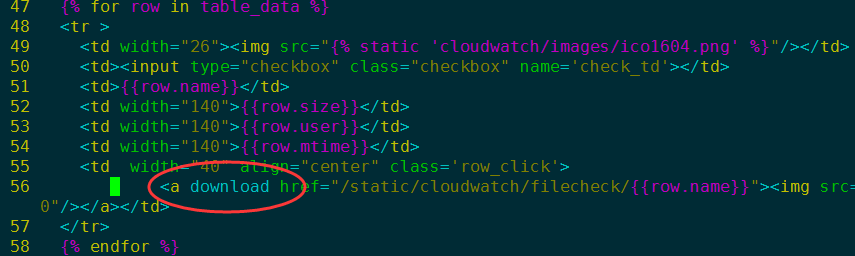 47   {% for row in table_data %}
48   <tr >
49     <td width="26"><img src="{% static 'cloudwatch/images/ico1604.png' %}"/></td>
50     <td><input type="checkbox" class="checkbox" name='check_td'></td>
51     <td>{{row.name}}</td>
52     <td width="140">{{row.size}}</td>
53     <td width="140">{{row.user}}</td>
54     <td width="140">{{row.mtime}}</td>
55     <td  width="40" align="center" class='row_click'>
56             <a download href="/static/cloudwatch/filecheck/{{row.name}}"><img src=
0"/></a></td>
57   </tr>
58   {% endfor %}